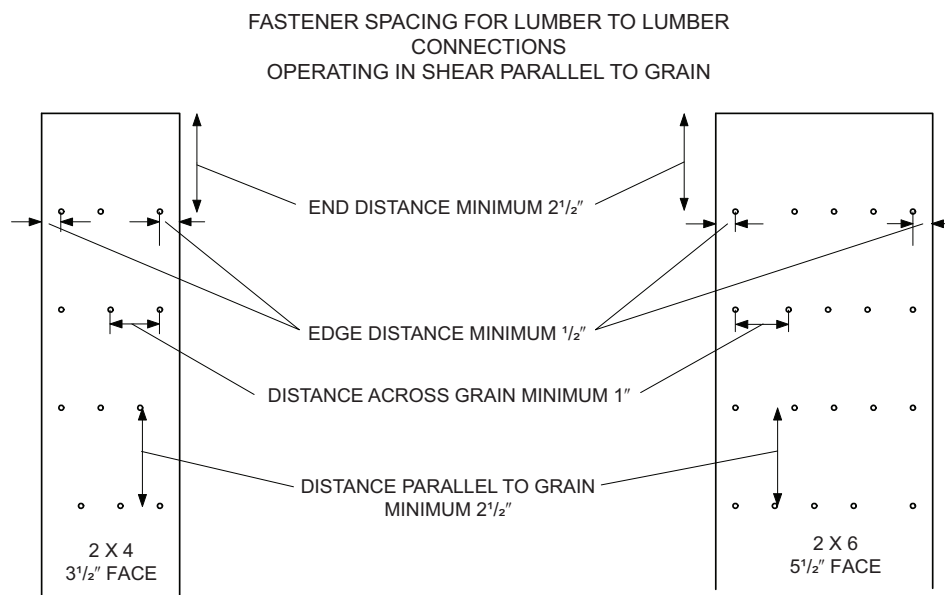 FASTENER SPACING FOR LUMBER TO LUMBER
CONNECTIONS
OPERATING IN SHEAR PARALLEL TO GRAIN
END DISTANCE MINIMUM 2½″
EDGE DISTANCE MINIMUM ½″
DISTANCE ACROSS GRAIN MINIMUM 1″
DISTANCE PARALLEL TO GRAIN
MINIMUM 2½″
2 X 4
3½″ FACE
2 X 6
5½″ FACE